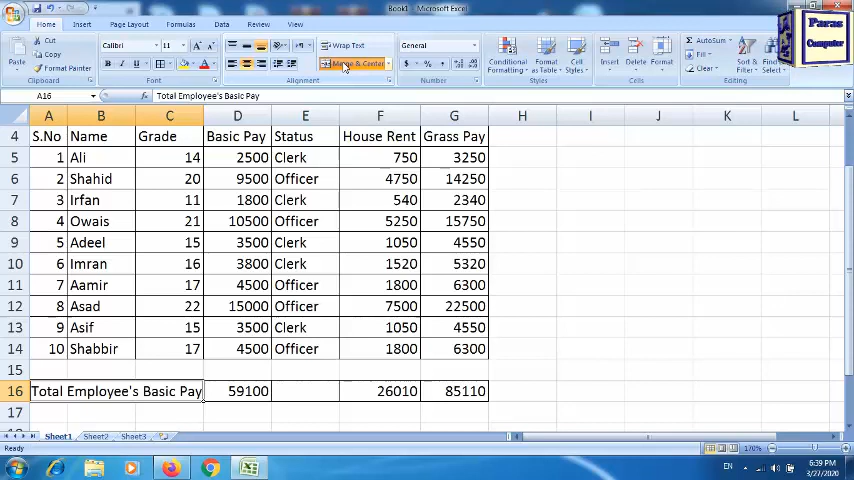 Book1 - Microsoft Excel
Home Insert Page Layout Formulas Data Review View
Paras Computer
Cut
Copy
Format Painter
Paste
Clipboard
Calibri 11
B I U
Font
Wrap Text
Merge & Center
Alignment
General
$ % ,
Number
Conditional Formatting
Format as Table
Cell Styles
Styles
Insert Delete Format
Cells
AutoSum
Fill
Clear
Editing
A16 fx Total Employee's Basic Pay
A B C D E F G H I J K L
4 S.No Name Grade Basic Pay Status House Rent Grass Pay
5 1 Ali 14 2500 Clerk 750 3250
6 2 Shahid 20 9500 Officer 4750 14250
7 3 Irfan 11 1800 Clerk 540 2340
8 4 Owais 21 10500 Officer 5250 15750
9 5 Adeel 15 3500 Clerk 1050 4550
10 6 Imran 16 3800 Clerk 1520 5320
11 7 Aamir 17 4500 Officer 1800 6300
12 8 Asad 22 15000 Officer 7500 22500
13 9 Asif 15 3500 Clerk 1050 4550
14 10 Shabbir 17 4500 Officer 1800 6300
15
16 Total Employee's Basic Pay 59100 26010 85110
17
Sheet1 Sheet2 Sheet3
Ready 170%
EN 6:39 PM
3/27/2020